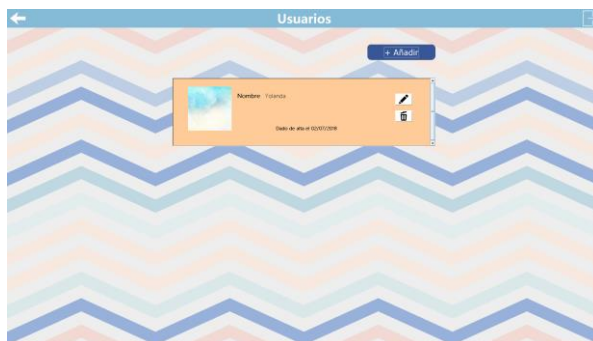 Usuarios
+ Añadir
Nombre Yolanda
Dado de alta el 02/07/2018